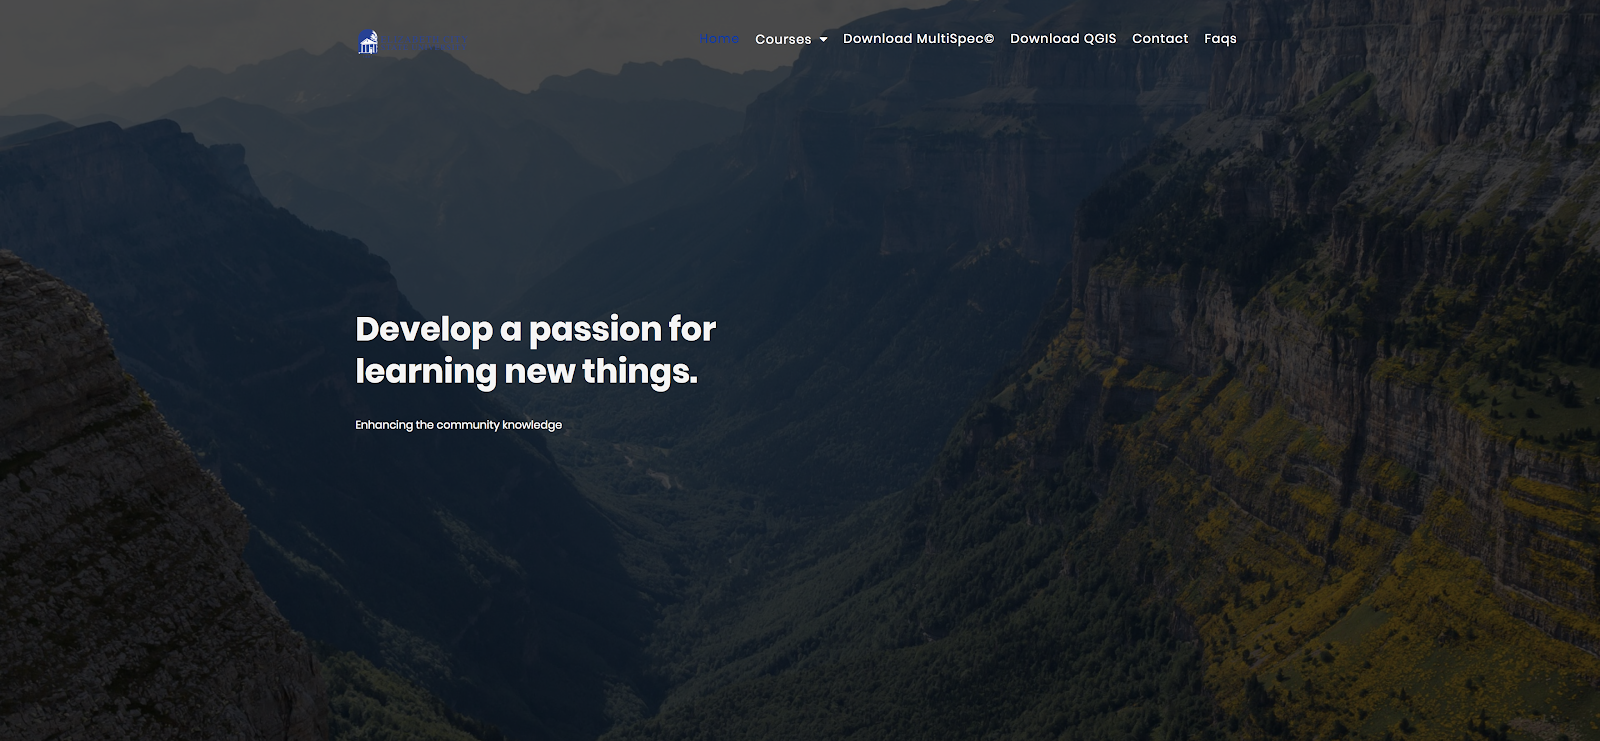 Home Courses Download MultiSpec© Download QGIS Contact Faqs
Develop a passion for
learning new things.
Enhancing the community knowledge